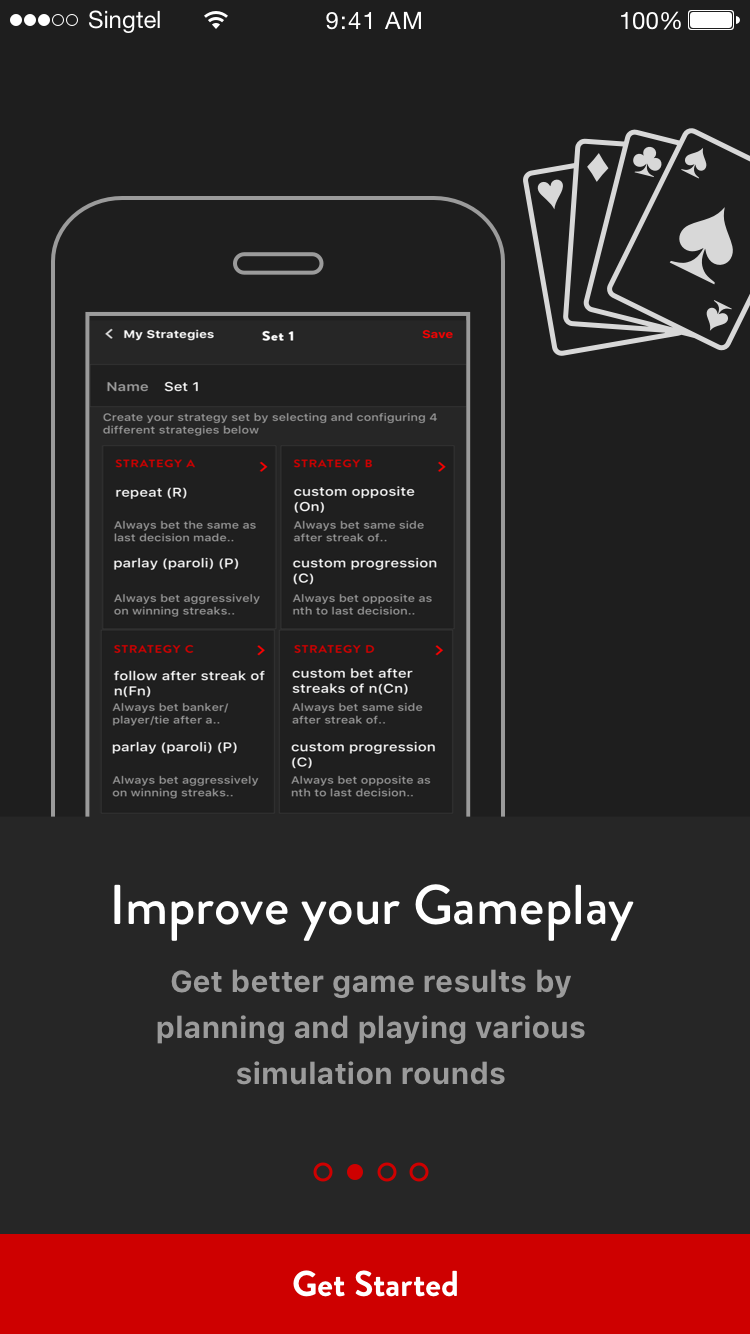 Singtel 9:41 AM 100%
My Strategies Set 1 Save
Name Set 1
Create your strategy set by selecting and configuring 4
different strategies below
STRATEGY A
repeat (R)
Always bet the same as
last decision made..
parlay (paroli) (P)
Always bet aggressively
on winning streaks..
STRATEGY B
custom opposite
(On)
Always bet same side
after streak of..
custom progression
(C)
Always bet opposite as
nth to last decision..
STRATEGY C
follow after streak of
n(Fn)
Always bet banker/
player/tie after a..
parlay (paroli) (P)
Always bet aggressively
on winning streaks..
STRATEGY D
custom bet after
streaks of n(Cn)
Always bet same side
after streak of..
custom progression
(C)
Always bet opposite as
nth to last decision..
Improve your Gameplay
Get better game results by
planning and playing various
simulation rounds
Get Started